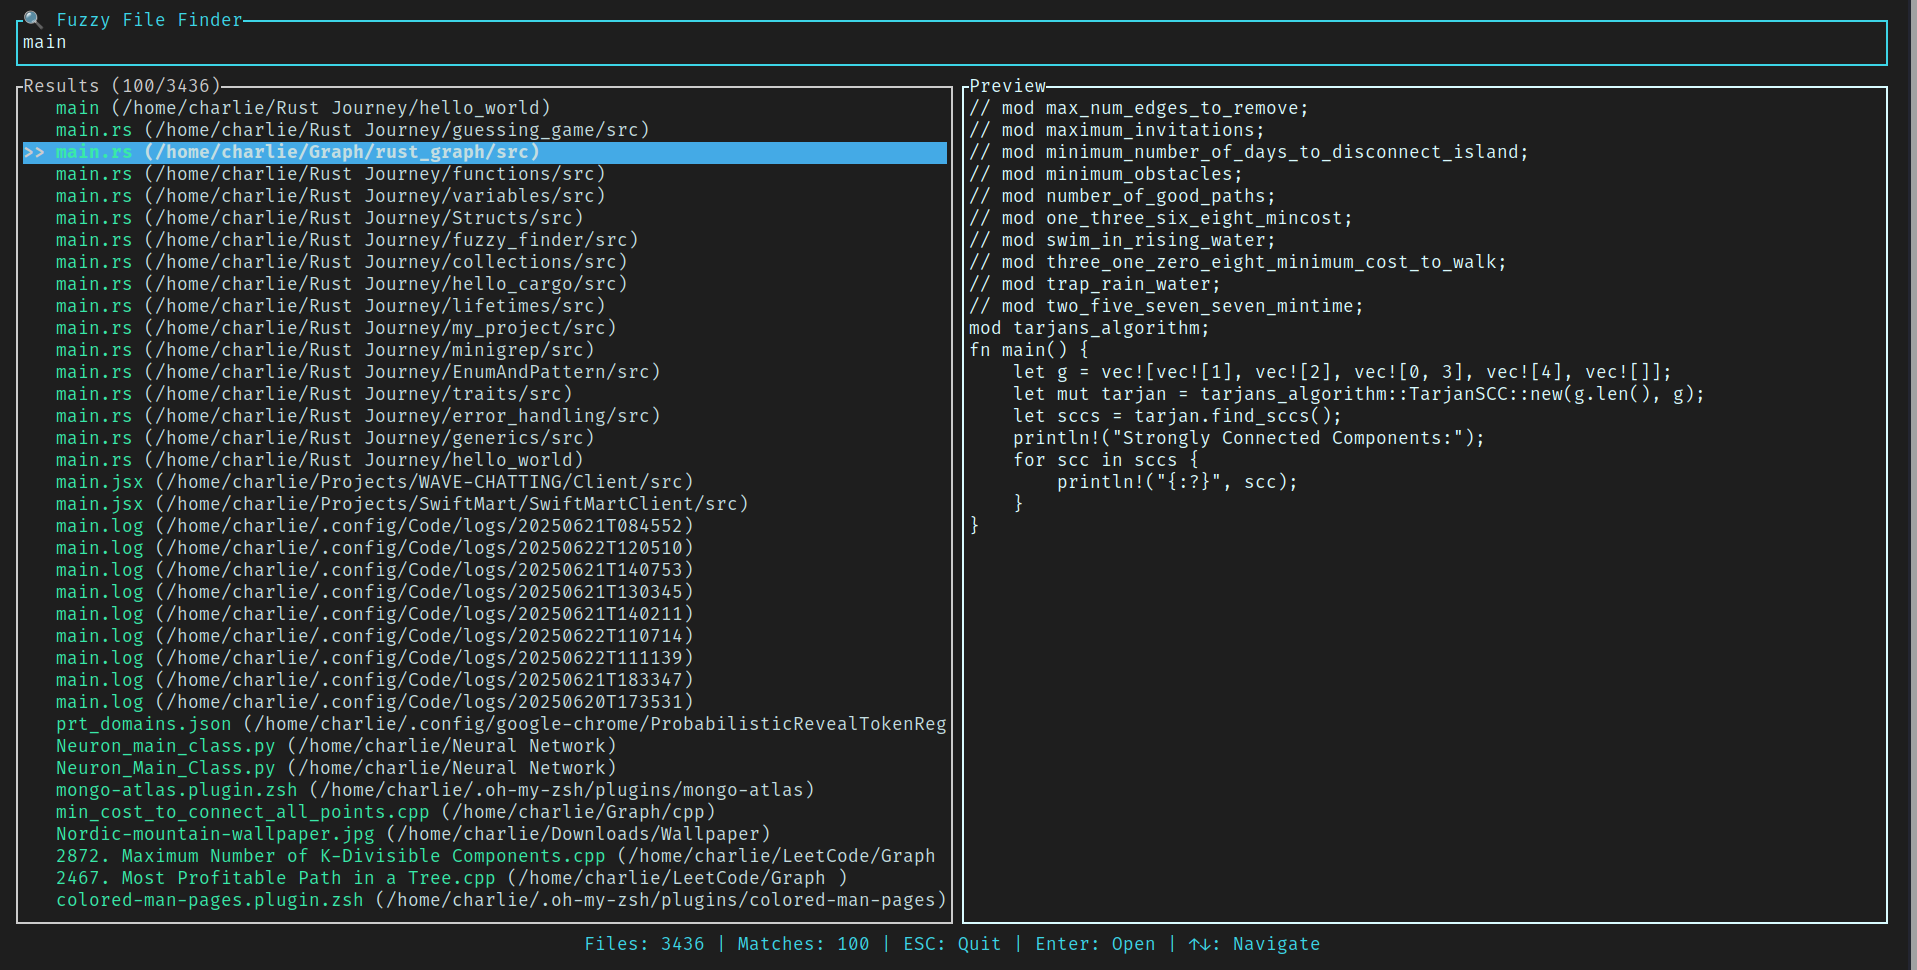 🔍 Fuzzy File Finder
main
Results (100/3436)
main (/home/charlie/Rust Journey/hello_world)
main.rs (/home/charlie/Rust Journey/guessing_game/src)
>> main.rs (/home/charlie/Graph/rust_graph/src)
main.rs (/home/charlie/Rust Journey/functions/src)
main.rs (/home/charlie/Rust Journey/variables/src)
main.rs (/home/charlie/Rust Journey/Structs/src)
main.rs (/home/charlie/Rust Journey/fuzzy_finder/src)
main.rs (/home/charlie/Rust Journey/collections/src)
main.rs (/home/charlie/Rust Journey/hello_cargo/src)
main.rs (/home/charlie/Rust Journey/lifetimes/src)
main.rs (/home/charlie/Rust Journey/my_project/src)
main.rs (/home/charlie/Rust Journey/minigrep/src)
main.rs (/home/charlie/Rust Journey/EnumAndPattern/src)
main.rs (/home/charlie/Rust Journey/traits/src)
main.rs (/home/charlie/Rust Journey/error_handling/src)
main.rs (/home/charlie/Rust Journey/generics/src)
main.rs (/home/charlie/Rust Journey/hello_world)
main.jsx (/home/charlie/Projects/WAVE-CHATTING/Client/src)
main.jsx (/home/charlie/Projects/SwiftMart/SwiftMartClient/src)
main.log (/home/charlie/.config/Code/logs/20250621T084552)
main.log (/home/charlie/.config/Code/logs/20250622T120510)
main.log (/home/charlie/.config/Code/logs/20250621T140753)
main.log (/home/charlie/.config/Code/logs/20250621T130345)
main.log (/home/charlie/.config/Code/logs/20250621T140211)
main.log (/home/charlie/.config/Code/logs/20250622T110714)
main.log (/home/charlie/.config/Code/logs/20250622T111139)
main.log (/home/charlie/.config/Code/logs/20250621T183347)
main.log (/home/charlie/.config/Code/logs/20250620T173531)
prt_domains.json (/home/charlie/.config/google-chrome/ProbabilisticRevealTokenReg
Neuron_main_class.py (/home/charlie/Neural Network)
Neuron_Main_Class.py (/home/charlie/Neural Network)
mongo-atlas.plugin.zsh (/home/charlie/.oh-my-zsh/plugins/mongo-atlas)
min_cost_to_connect_all_points.cpp (/home/charlie/Graph/cpp)
Nordic-mountain-wallpaper.jpg (/home/charlie/Downloads/Wallpaper)
2872. Maximum Number of K-Divisible Components.cpp (/home/charlie/LeetCode/Graph
2467. Most Profitable Path in a Tree.cpp (/home/charlie/LeetCode/Graph )
colored-man-pages.plugin.zsh (/home/charlie/.oh-my-zsh/plugins/colored-man-pages)
Preview
// mod max_num_edges_to_remove;
// mod maximum_invitations;
// mod minimum_number_of_days_to_disconnect_island;
// mod minimum_obstacles;
// mod number_of_good_paths;
// mod one_three_six_eight_mincost;
// mod swim_in_rising_water;
// mod three_one_zero_eight_minimum_cost_to_walk;
// mod trap_rain_water;
// mod two_five_seven_seven_mintime;
mod tarjans_algorithm;
fn main() {
    let g = vec![vec![1], vec![2], vec![0, 3], vec![4], vec![]];
    let mut tarjan = tarjans_algorithm::TarjanSCC::new(g.len(), g);
    let sccs = tarjan.find_sccs();
    println!("Strongly Connected Components:");
    for scc in sccs {
        println!("{:?}", scc);
    }
}
Files: 3436 | Matches: 100 | ESC: Quit | Enter: Open | ↑↓: Navigate